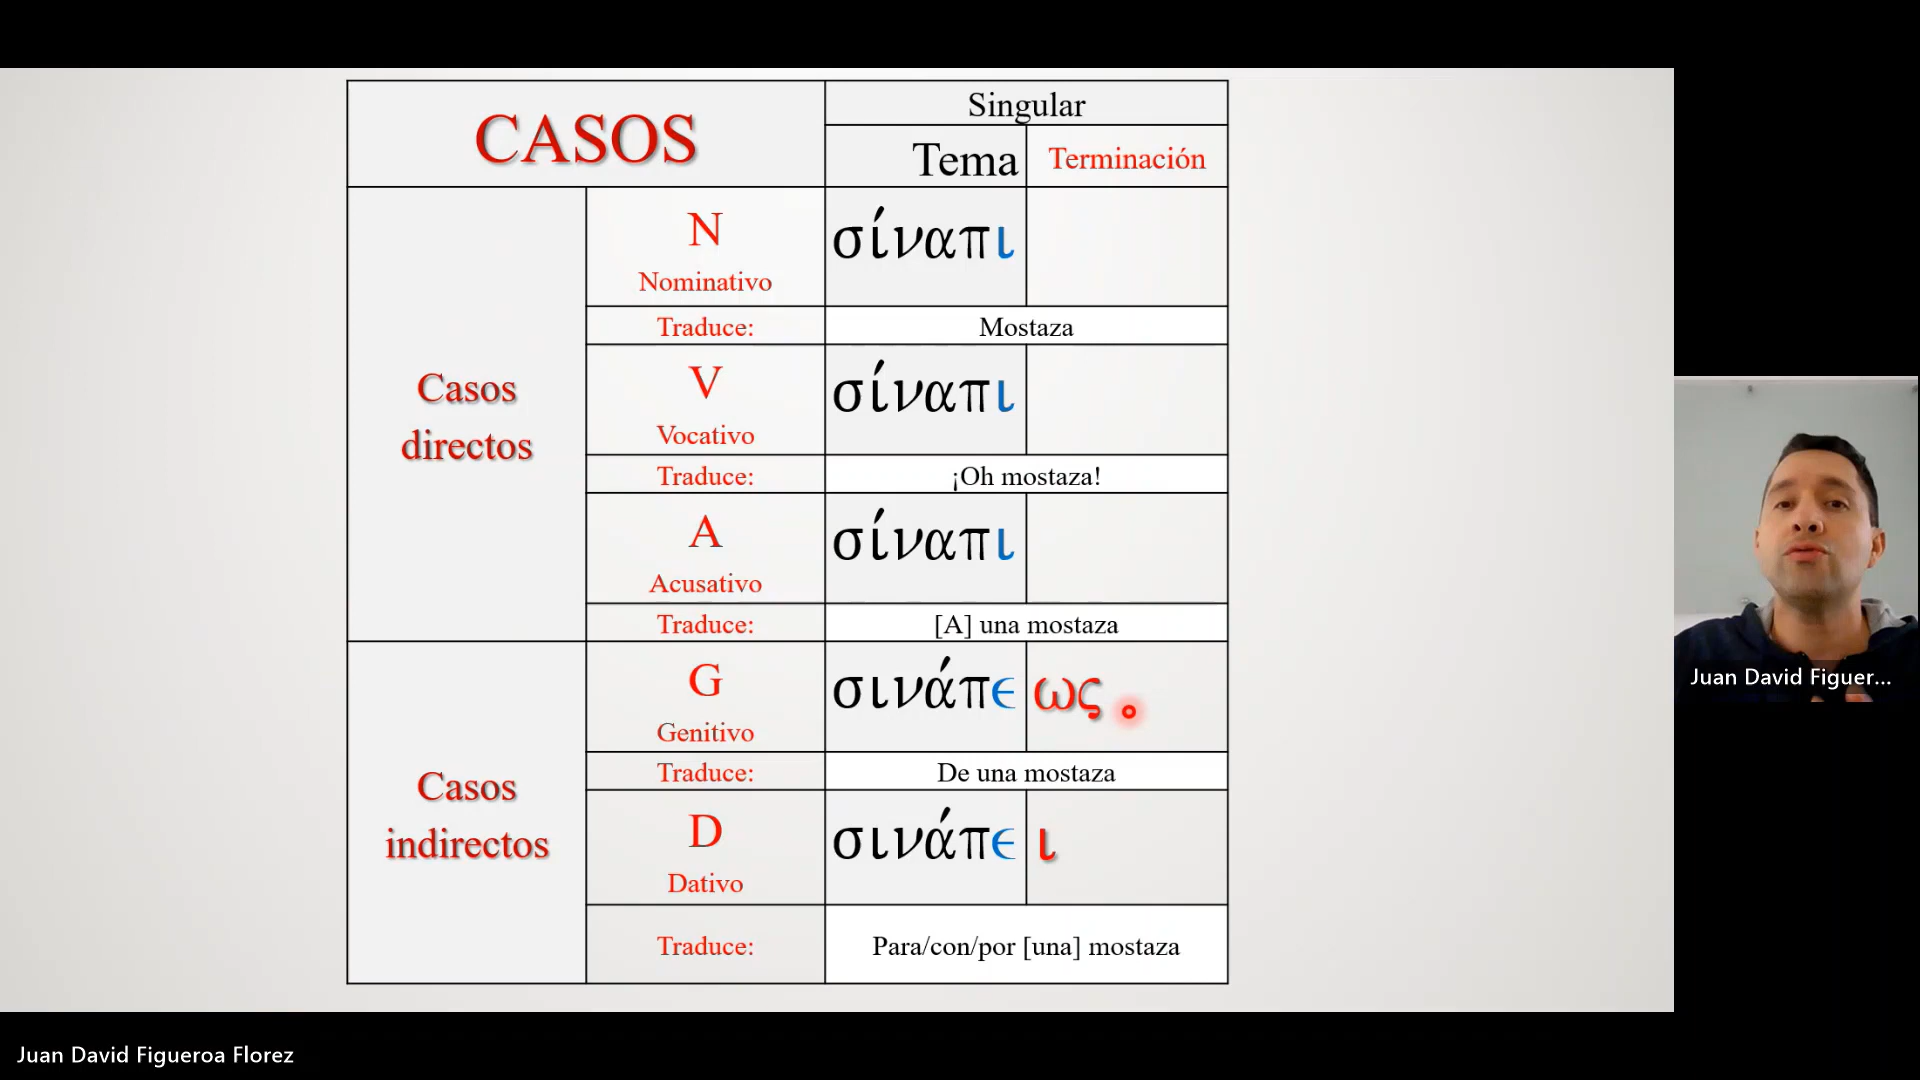 CASOS
Singular
Tema
Terminación
Casos
directos
N
Nominativo
σίναπι
Traduce:
Mostaza
V
Vocativo
σίναπι
Traduce:
¡Oh mostaza!
A
Acusativo
σίναπι
Traduce:
[A] una mostaza
Casos
indirectos
G
Genitivo
σινάπε ως
Traduce:
De una mostaza
D
Dativo
σινάπε ι
Traduce:
Para/con/por [una] mostaza
Juan David Figuer...
Juan David Figueroa Florez